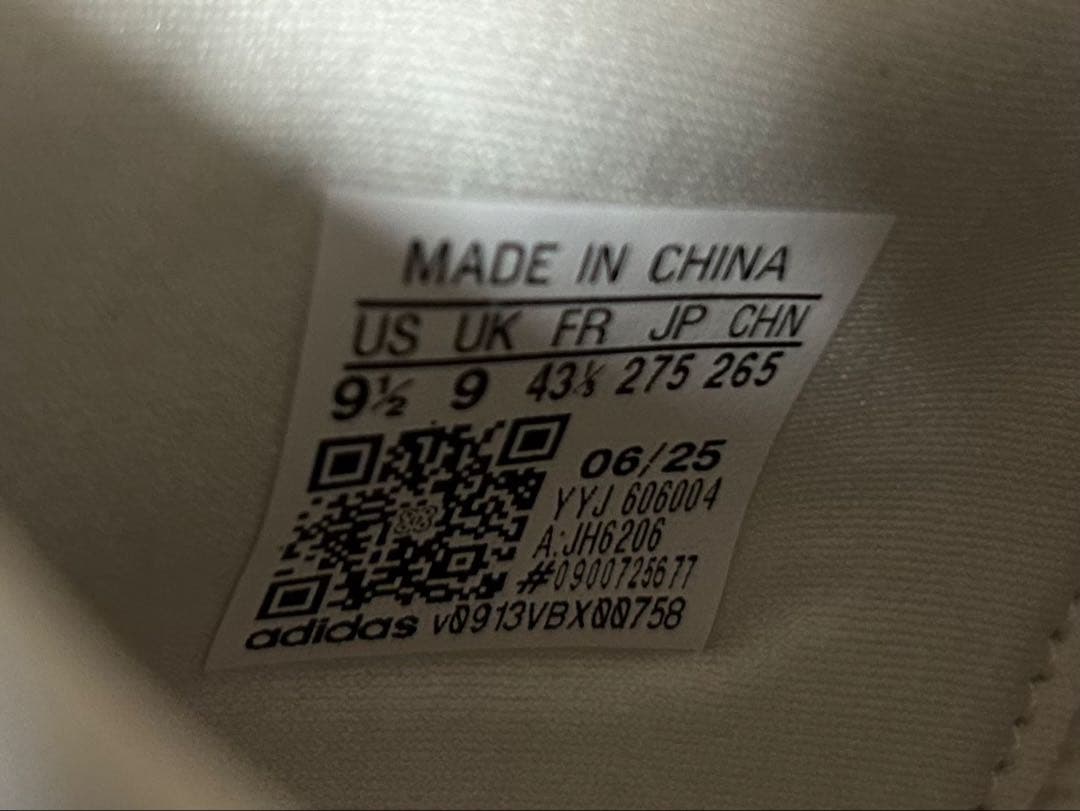 MADE IN CHINA
US UK FR JP CHN
9½ 9 43⅓ 275 265
06/25
YYJ 606004
A:JH6206
#0900725677
adidas v0913VBX00758